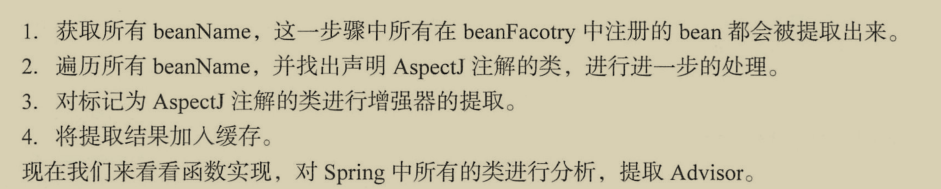 1. 获取所有 beanName，这一步骤中所有在 beanFacotry 中注册的 bean 都会被提取出来。
2. 遍历所有 beanName，并找出声明 AspectJ 注解的类，进行进一步的处理。
3. 对标记为 AspectJ 注解的类进行增强器的提取。
4. 将提取结果加入缓存。
现在我们来看看函数实现，对 Spring 中所有的类进行分析，提取 Advisor。